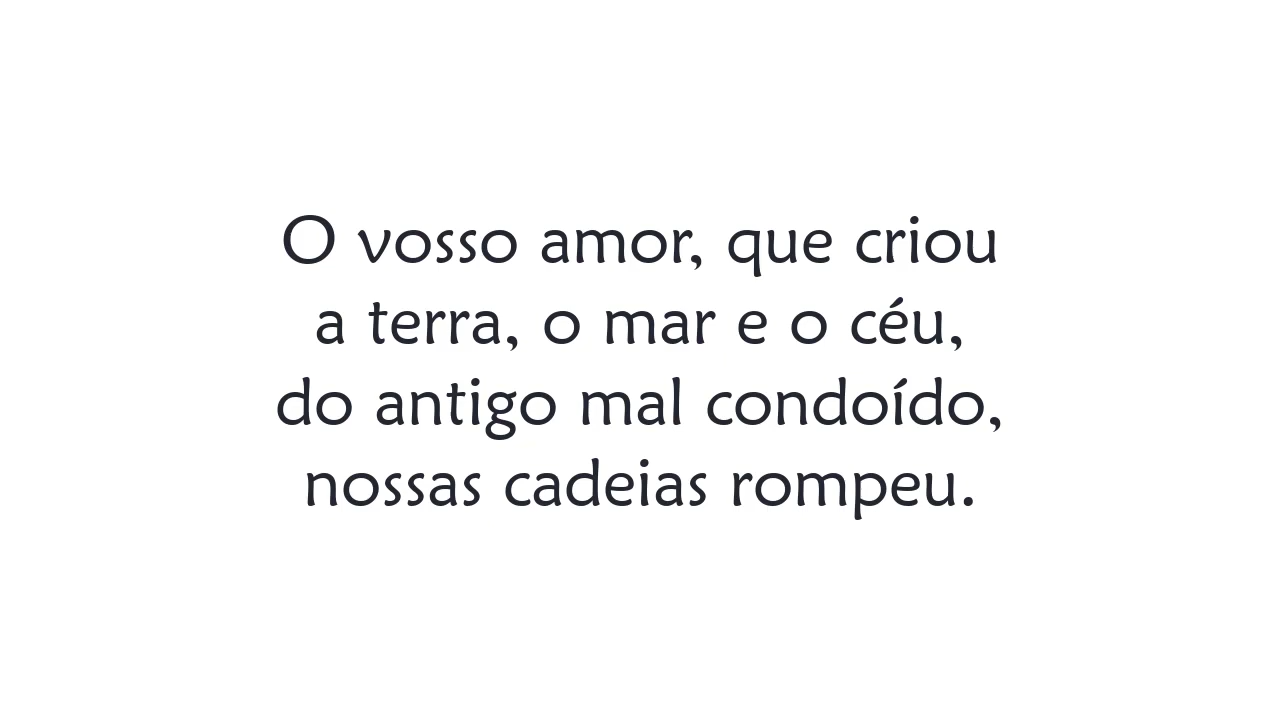 O vosso amor, que criou
a terra, o mar e o céu,
do antigo mal condoído,
nossas cadeias rompeu.